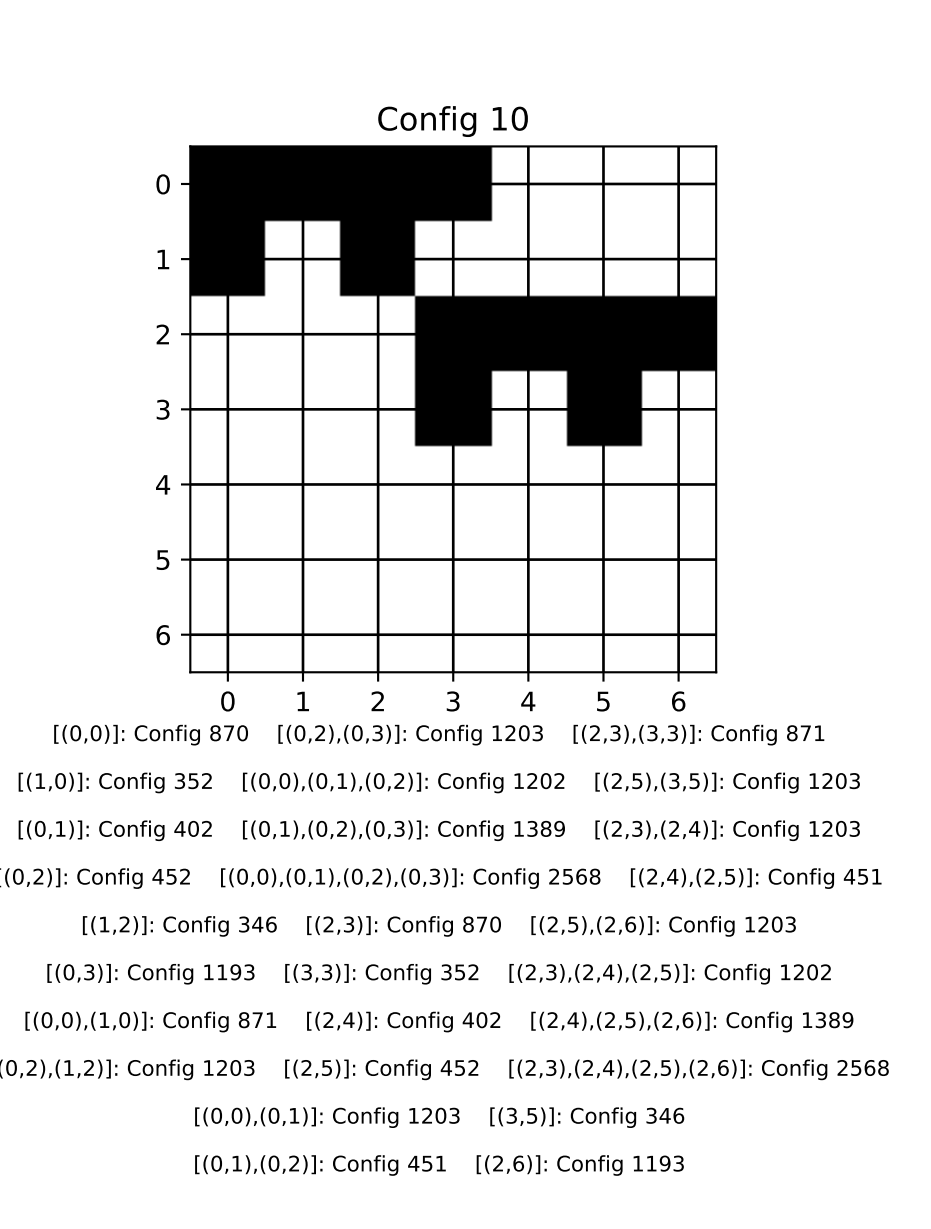 Config 10
0
1
2
3
4
5
6
0 1 2 3 4 5 6
[(0,0)]: Config 870 [(0,2),(0,3)]: Config 1203 [(2,3),(3,3)]: Config 871
[(1,0)]: Config 352 [(0,0),(0,1),(0,2)]: Config 1202 [(2,5),(3,5)]: Config 1203
[(0,1)]: Config 402 [(0,1),(0,2),(0,3)]: Config 1389 [(2,3),(2,4)]: Config 1203
[(0,2)]: Config 452 [(0,0),(0,1),(0,2),(0,3)]: Config 2568 [(2,4),(2,5)]: Config 451
[(1,2)]: Config 346 [(2,3)]: Config 870 [(2,5),(2,6)]: Config 1203
[(0,3)]: Config 1193 [(3,3)]: Config 352 [(2,3),(2,4),(2,5)]: Config 1202
[(0,0),(1,0)]: Config 871 [(2,4)]: Config 402 [(2,4),(2,5),(2,6)]: Config 1389
(0,2),(1,2)]: Config 1203 [(2,5)]: Config 452 [(2,3),(2,4),(2,5),(2,6)]: Config 2568
[(0,0),(0,1)]: Config 1203 [(3,5)]: Config 346
[(0,1),(0,2)]: Config 451 [(2,6)]: Config 1193